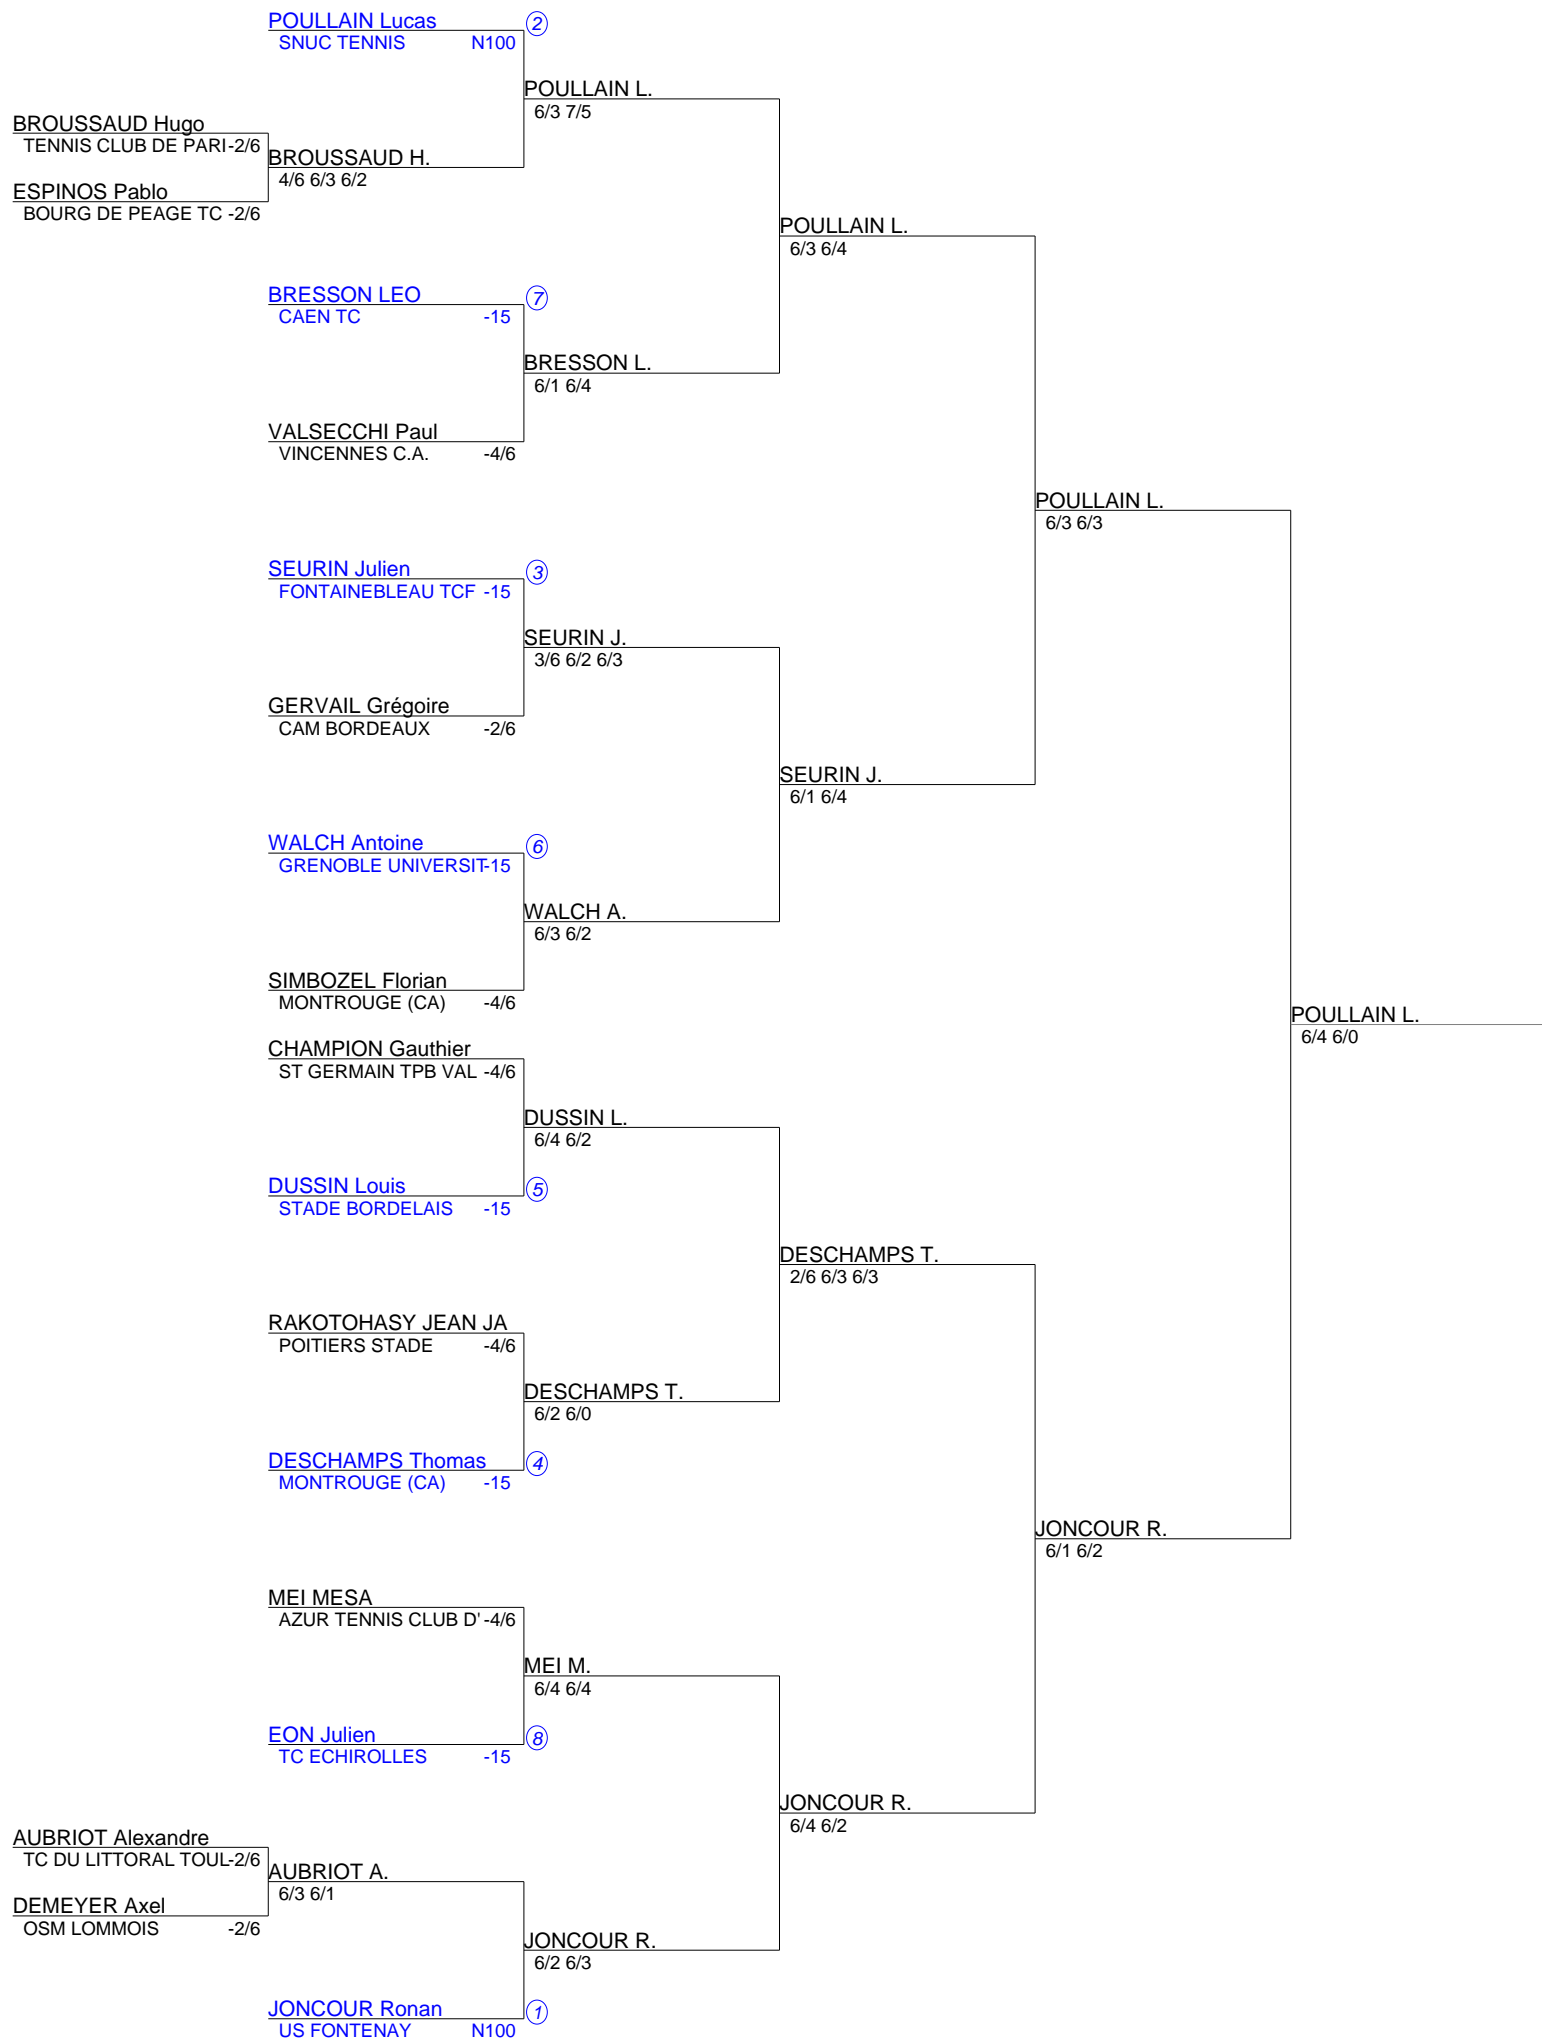 POULLAIN Lucas 2
SNUC TENNIS N100
POULLAIN L.
6/3 7/5
BROUSSAUD Hugo
TENNIS CLUB DE PARI-2/6
BROUSSAUD H.
4/6 6/3 6/2
ESPINOS Pablo
BOURG DE PEAGE TC -2/6
POULLAIN L.
6/3 6/4
BRESSON LEO 7
CAEN TC -15
BRESSON L.
6/1 6/4
VALSECCHI Paul
VINCENNES C.A. -4/6
POULLAIN L.
6/3 6/3
SEURIN Julien 3
FONTAINEBLEAU TCF -15
SEURIN J.
3/6 6/2 6/3
GERVAIL Grégoire
CAM BORDEAUX -2/6
SEURIN J.
6/1 6/4
WALCH Antoine 6
GRENOBLE UNIVERSIT-15
WALCH A.
6/3 6/2
SIMBOZEL Florian
MONTROUGE (CA) -4/6
POULLAIN L.
6/4 6/0
CHAMPION Gauthier
ST GERMAIN TPB VAL -4/6
DUSSIN L.
6/4 6/2
DUSSIN Louis 5
STADE BORDELAIS -15
DESCHAMPS T.
2/6 6/3 6/3
RAKOTOHASY JEAN JA
POITIERS STADE -4/6
DESCHAMPS T.
6/2 6/0
DESCHAMPS Thomas 4
MONTROUGE (CA) -15
JONCOUR R.
6/1 6/2
MEI MESA
AZUR TENNIS CLUB D' -4/6
MEI M.
6/4 6/4
EON Julien 8
TC ECHIROLLES -15
JONCOUR R.
6/4 6/2
AUBRIOT Alexandre
TC DU LITTORAL TOUL-2/6
AUBRIOT A.
6/3 6/1
DEMEYER Axel
OSM LOMMOIS -2/6
JONCOUR R.
6/2 6/3
JONCOUR Ronan 1
US FONTENAY N100